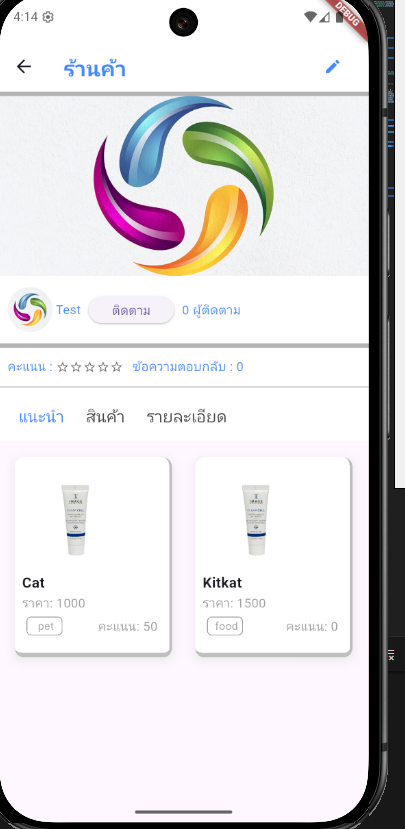 4:14
DEBUG
ร้านค้า
Test ติดตาม 0 ผู้ติดตาม
คะแนน : ข้อความตอบกลับ : 0
แนะนำ สินค้า รายละเอียด
IMAGE
IMAGE
Cat
ราคา: 1000
pet คะแนน: 50
Kitkat
ราคา: 1500
food คะแนน: 0